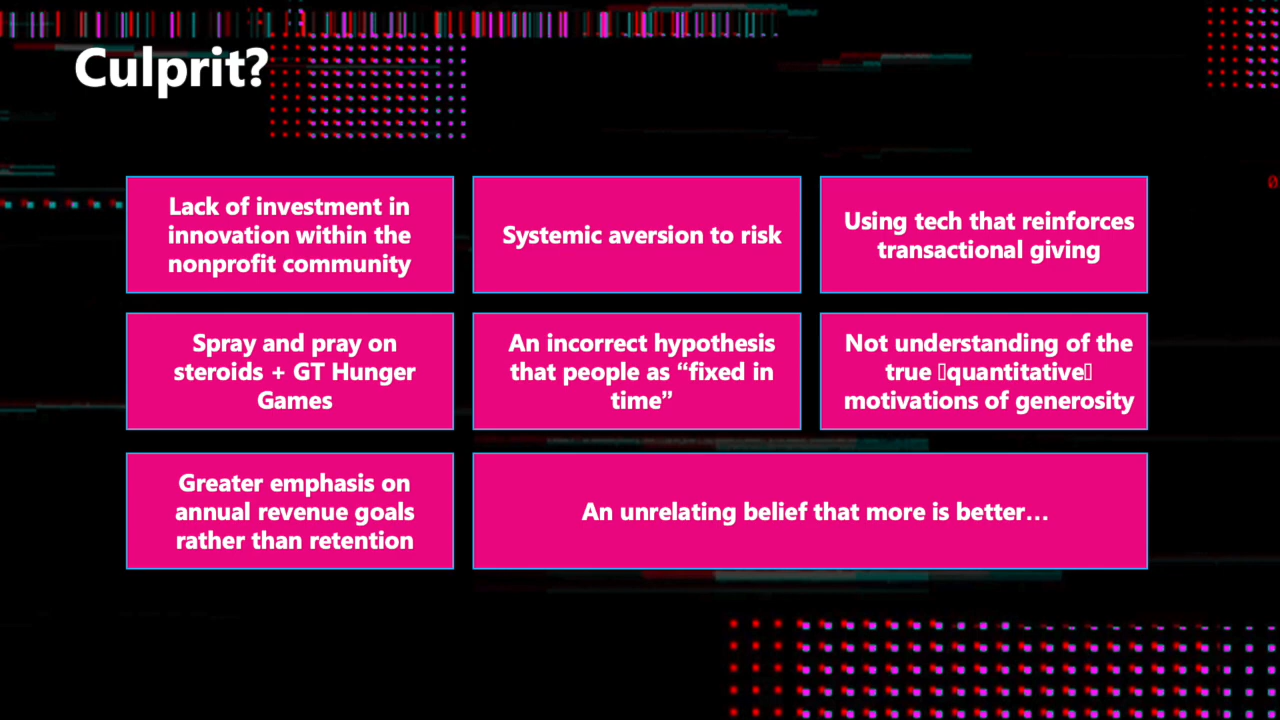 Culprit?
Lack of investment in
innovation within the
nonprofit community
Systemic aversion to risk
Using tech that reinforces
transactional giving
Spray and pray on
steroids + GT Hunger
Games
An incorrect hypothesis
that people as “fixed in
time”
Not understanding of the
true ▯quantitative▯
motivations of generosity
Greater emphasis on
annual revenue goals
rather than retention
An unrelating belief that more is better…